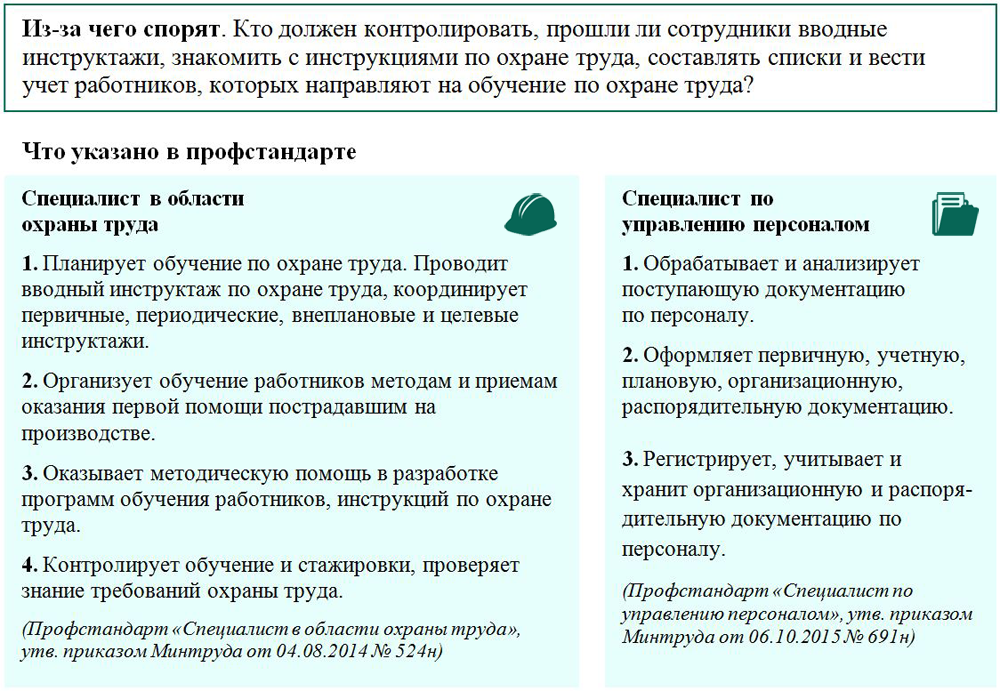 Из-за чего спорят. Кто должен контролировать, прошли ли сотрудники вводные
инструктажи, знакомить с инструкциями по охране труда, составлять списки и вести
учет работников, которых направляют на обучение по охране труда?
Что указано в профстандарте
Специалист в области
охраны труда
1. Планирует обучение по охране труда. Проводит
вводный инструктаж по охране труда, координирует
первичные, периодические, внеплановые и целевые
инструктажи.
2. Организует обучение работников методам и приемам
оказания первой помощи пострадавшим на
производстве.
3. Оказывает методическую помощь в разработке
программ обучения работников, инструкций по охране
труда.
4. Контролирует обучение и стажировки, проверяет
знание требований охраны труда.
(Профстандарт «Специалист в области охраны труда»,
утв. приказом Минтруда от 04.08.2014 № 524н)
Специалист по
управлению персоналом
1. Обрабатывает и анализирует
поступающую документацию
по персоналу.
2. Оформляет первичную, учетную,
плановую, организационную,
распорядительную документацию.
3. Регистрирует, учитывает и
хранит организационную и распоря-
дительную документацию по
персоналу.
(Профстандарт «Специалист по
управлению персоналом», утв. приказом
Минтруда от 06.10.2015 № 691н)